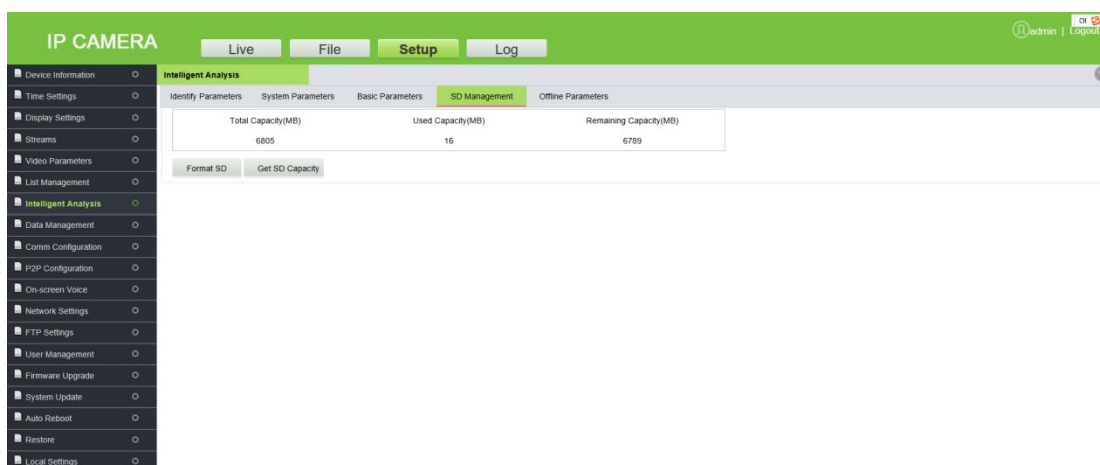 IP CAMERA
Live File Setup Log
CH
admin | Logout
Device Information
Time Settings
Display Settings
Streams
Video Parameters
List Management
Intelligent Analysis
Data Management
Comm Configuration
P2P Configuration
On-screen Voice
Network Settings
FTP Settings
User Management
Firmware Upgrade
System Update
Auto Reboot
Restore
Local Settings
Intelligent Analysis
Identify Parameters System Parameters Basic Parameters SD Management Offline Parameters
Total Capacity(MB) Used Capacity(MB) Remaining Capacity(MB)
6805 16 6789
Format SD Get SD Capacity